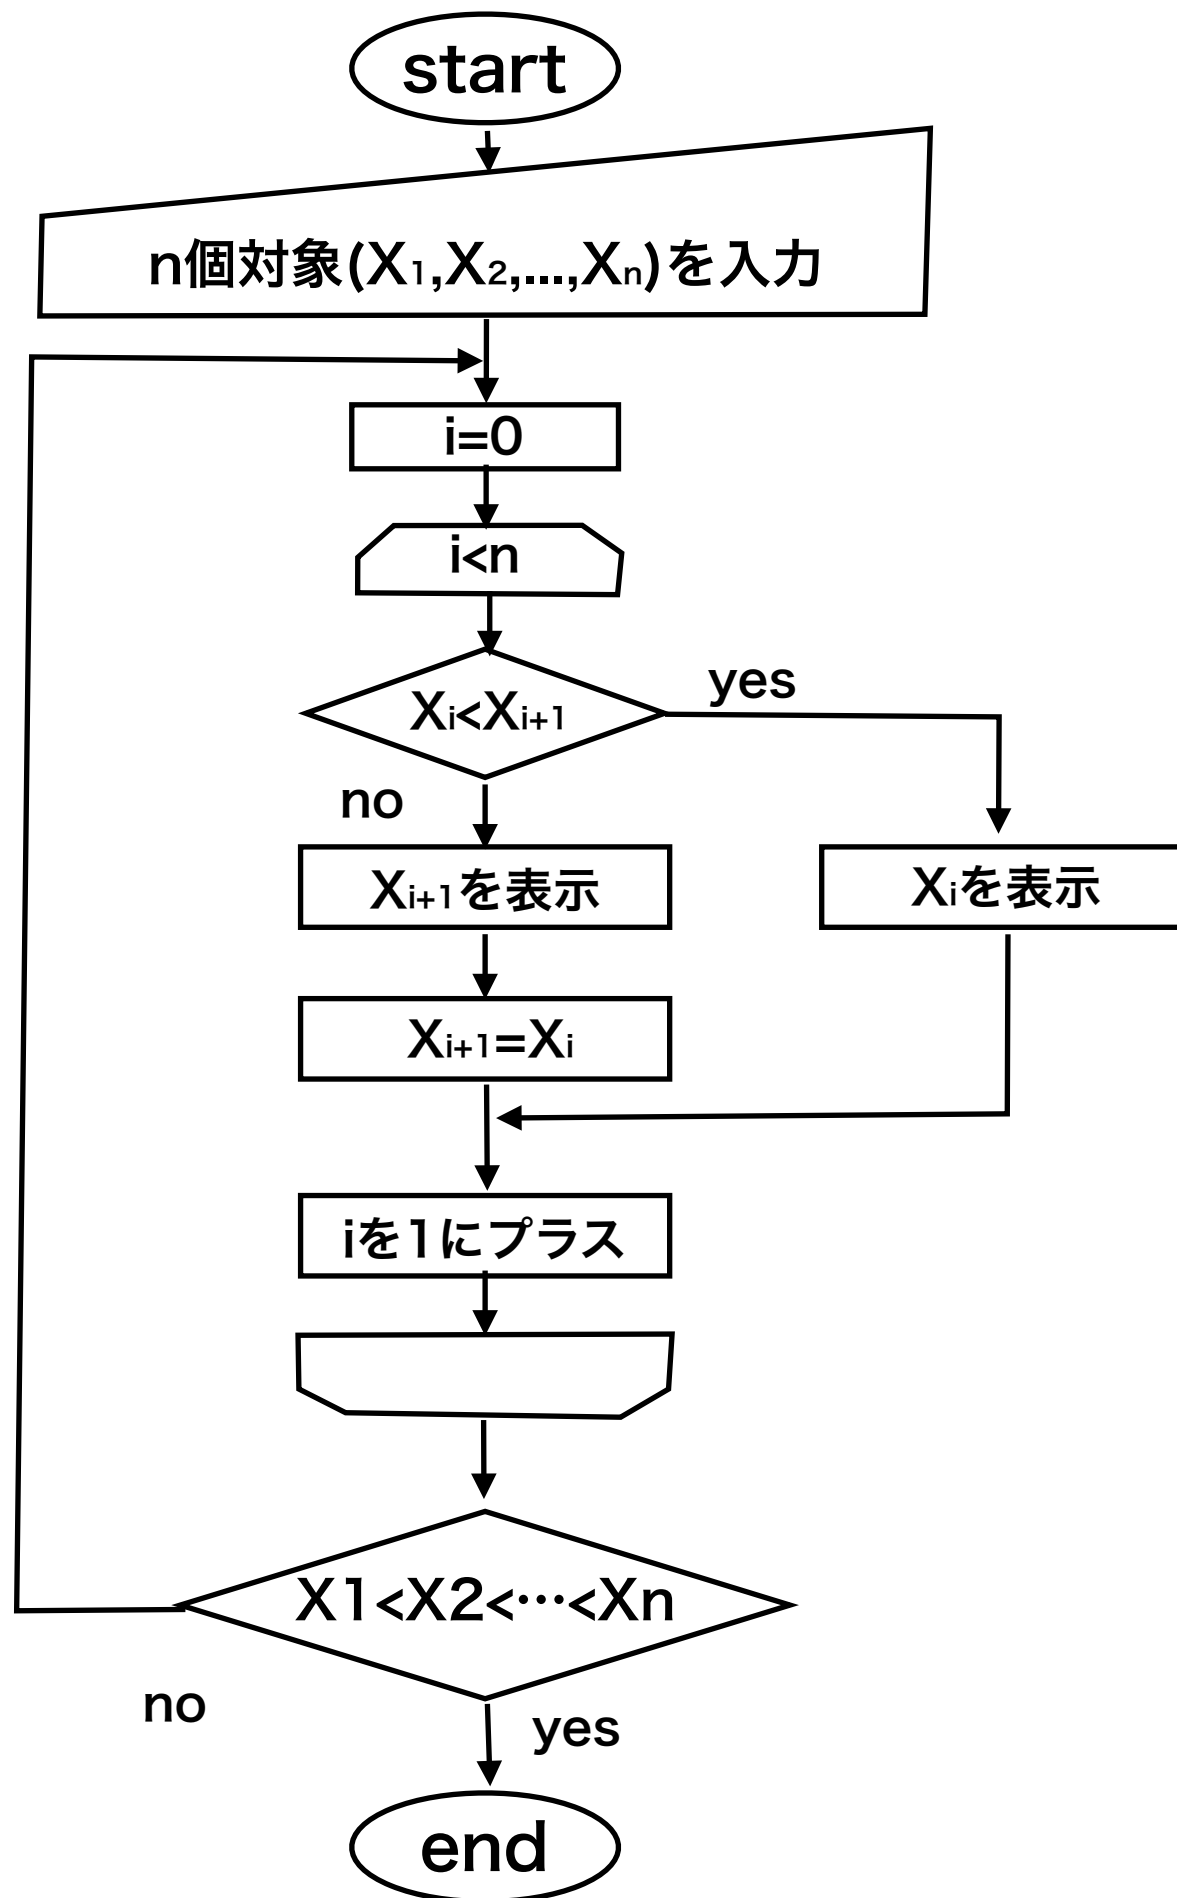 start
n個対象(X1,X2,...,Xn)を入力
i=0
i<n
Xi<Xi+1
yes
no
Xi+1を表示
Xiを表示
Xi+1=Xi
iを1にプラス
X1<X2<…<Xn
no
yes
end